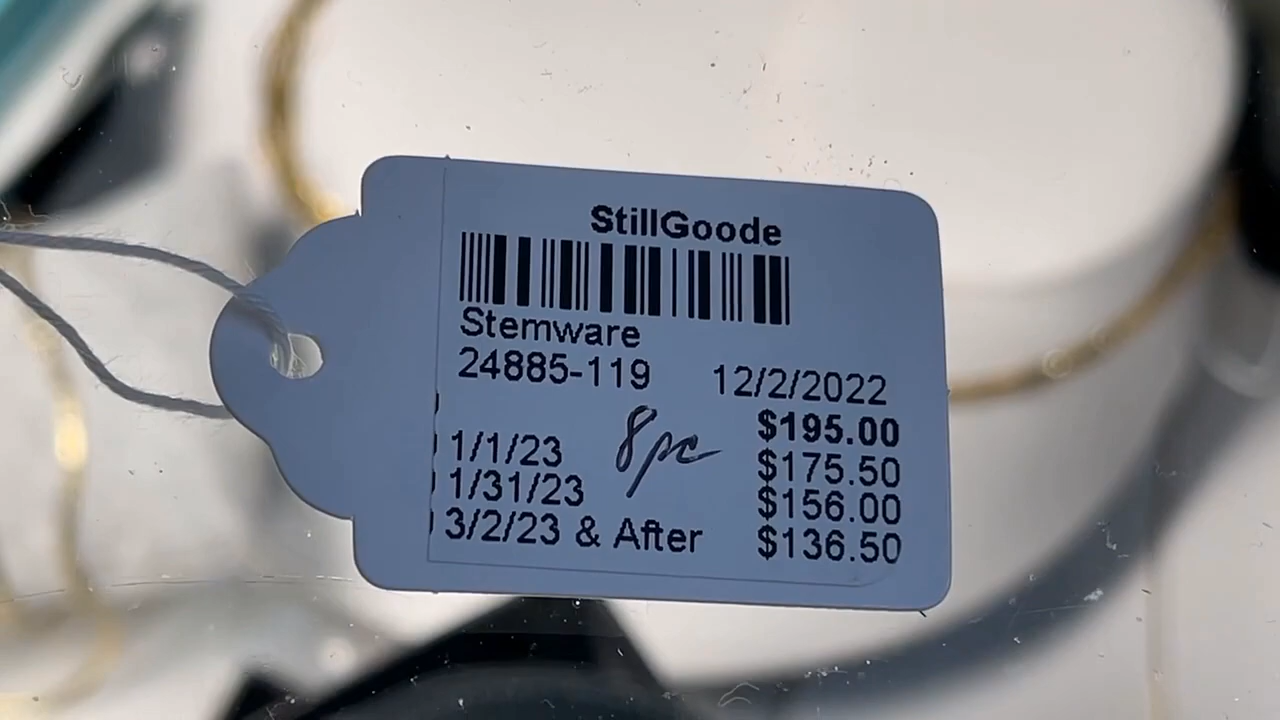 StillGoode
Stemware
24885-119 12/2/2022
$195.00
1/1/23 8pc $175.50
1/31/23 $156.00
3/2/23 & After $136.50